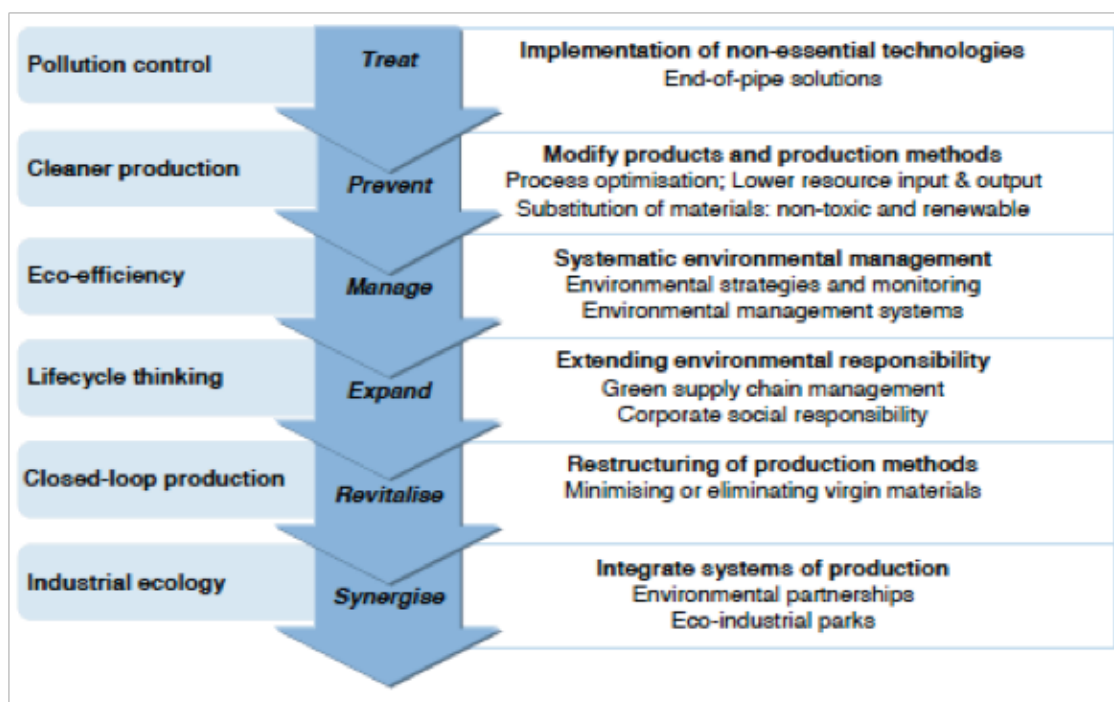 Pollution control
Treat
Implementation of non-essential technologies
End-of-pipe solutions
Cleaner production
Prevent
Modify products and production methods
Process optimisation; Lower resource input & output
Substitution of materials: non-toxic and renewable
Eco-efficiency
Manage
Systematic environmental management
Environmental strategies and monitoring
Environmental management systems
Lifecycle thinking
Expand
Extending environmental responsibility
Green supply chain management
Corporate social responsibility
Closed-loop production
Revitalise
Restructuring of production methods
Minimising or eliminating virgin materials
Industrial ecology
Synergise
Integrate systems of production
Environmental partnerships
Eco-industrial parks